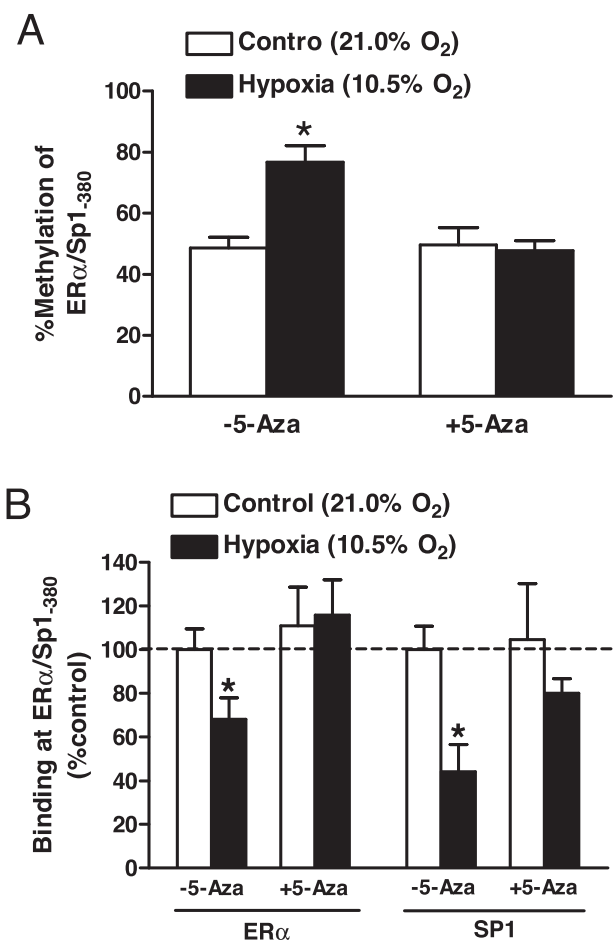 A
Contro (21.0% O2)
Hypoxia (10.5% O2)
%Methylation of
ERα/Sp1-380
100
80
60
40
20
0
*
-5-Aza
+5-Aza
B
Control (21.0% O2)
Hypoxia (10.5% O2)
Binding at ERα/Sp1-380
(%control)
140
120
100
80
60
40
20
0
*
*
-5-Aza +5-Aza -5-Aza +5-Aza
ERα SP1